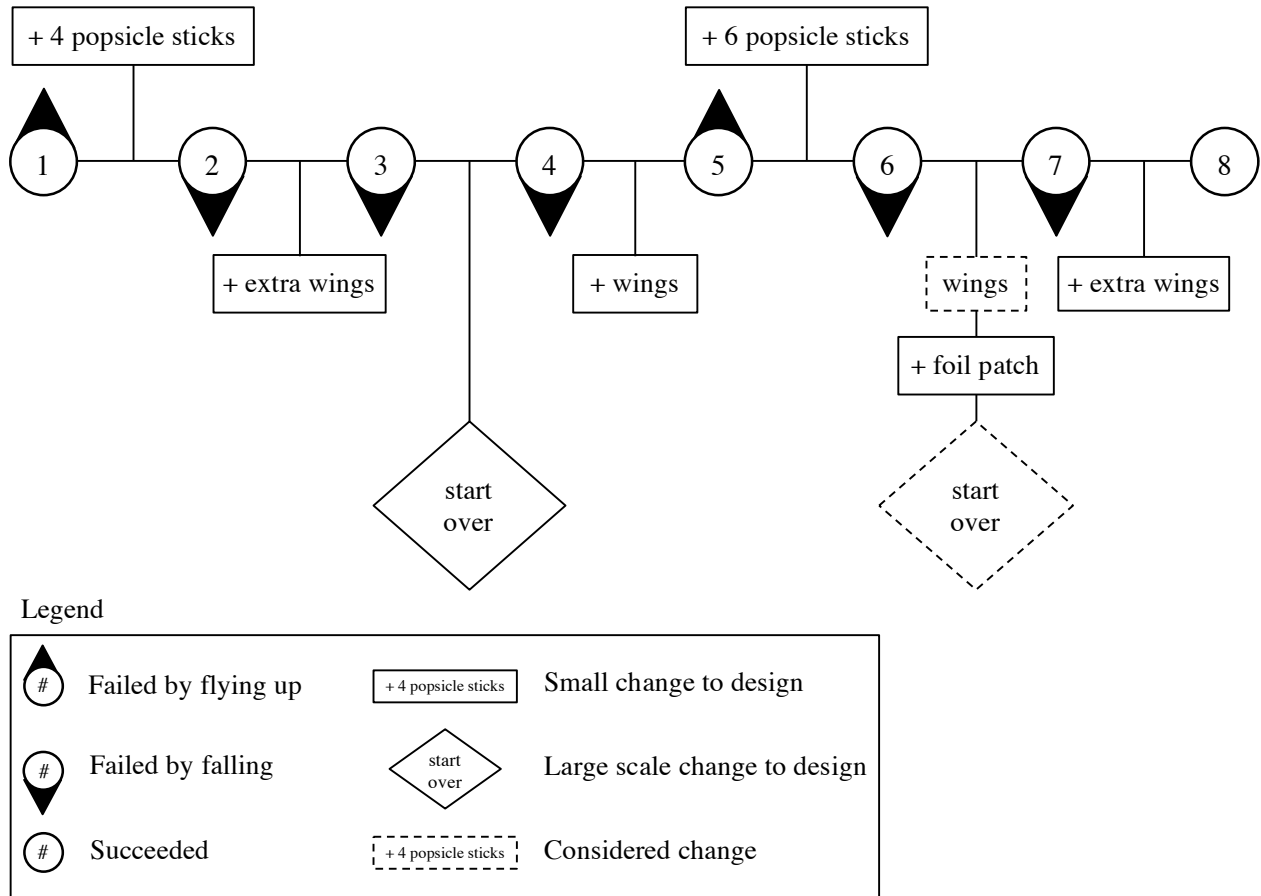 + 4 popsicle sticks
+ 6 popsicle sticks
1
2
3
4
5
6
7
8
+ extra wings
+ wings
wings
+ extra wings
+ foil patch
start
over
start
over
Legend
# Failed by flying up
+ 4 popsicle sticks Small change to design
# Failed by falling
start
over
Large scale change to design
# Succeeded
+ 4 popsicle sticks Considered change